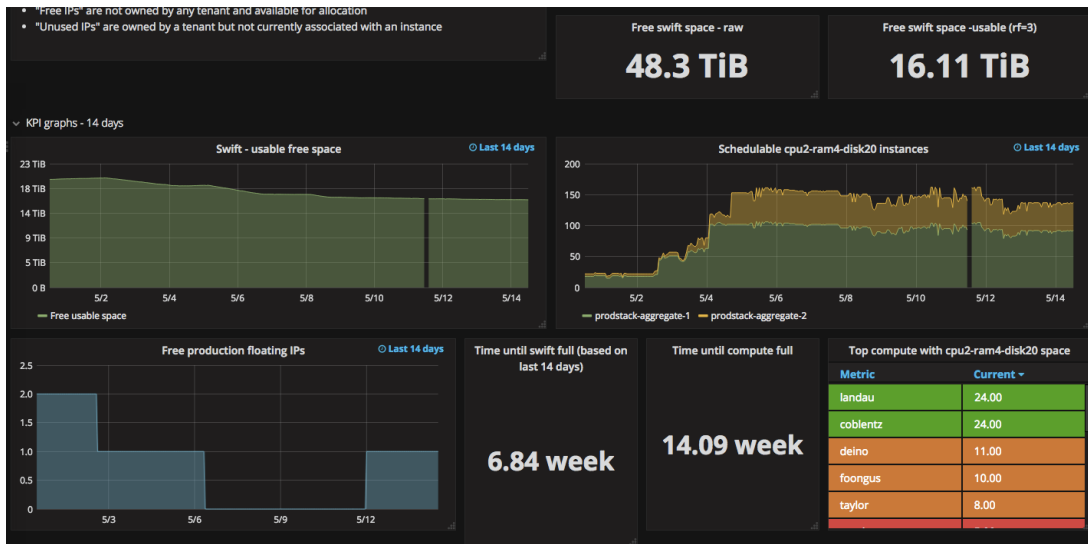 • "Free IPs" are not owned by any tenant and available for allocation
• "Unused IPs" are owned by a tenant but not currently associated with an instance
Free swift space - raw
48.3 TiB
Free swift space -usable (rf=3)
16.11 TiB
KPI graphs - 14 days
Swift - usable free space
Last 14 days
23 TiB
18 TiB
14 TiB
9 TiB
5 TiB
0 B
5/2 5/4 5/6 5/8 5/10 5/12 5/14
Free usable space
Schedulable cpu2-ram4-disk20 instances
Last 14 days
200
150
100
50
0
5/2 5/4 5/6 5/8 5/10 5/12 5/14
prodstack-aggregate-1 prodstack-aggregate-2
Free production floating IPs
Last 14 days
2.5
2.0
1.5
1.0
0.5
0
5/3 5/6 5/9 5/12
Time until swift full (based on
last 14 days)
6.84 week
Time until compute full
14.09 week
Top compute with cpu2-ram4-disk20 space
Metric Current
landau 24.00
coblentz 24.00
deino 11.00
foongus 10.00
taylor 8.00